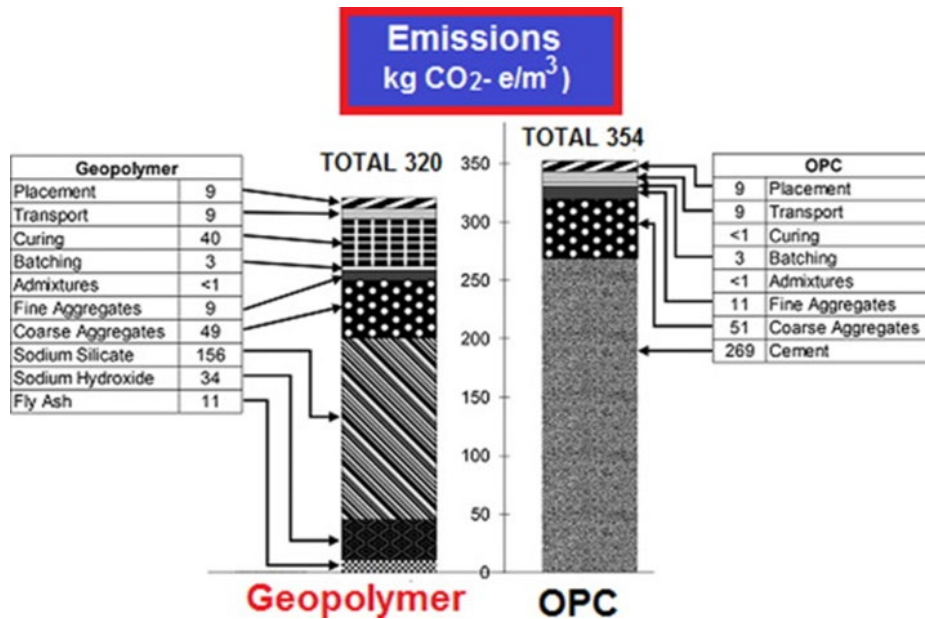 Emissions
kg CO2- e/m3)
TOTAL 320
TOTAL 354
Geopolymer
Placement 9
Transport 9
Curing 40
Batching 3
Admixtures <1
Fine Aggregates 9
Coarse Aggregates 49
Sodium Silicate 156
Sodium Hydroxide 34
Fly Ash 11
350
300
250
200
150
100
50
0
OPC
9 Placement
9 Transport
<1 Curing
3 Batching
<1 Admixtures
11 Fine Aggregates
51 Coarse Aggregates
269 Cement
Geopolymer
OPC